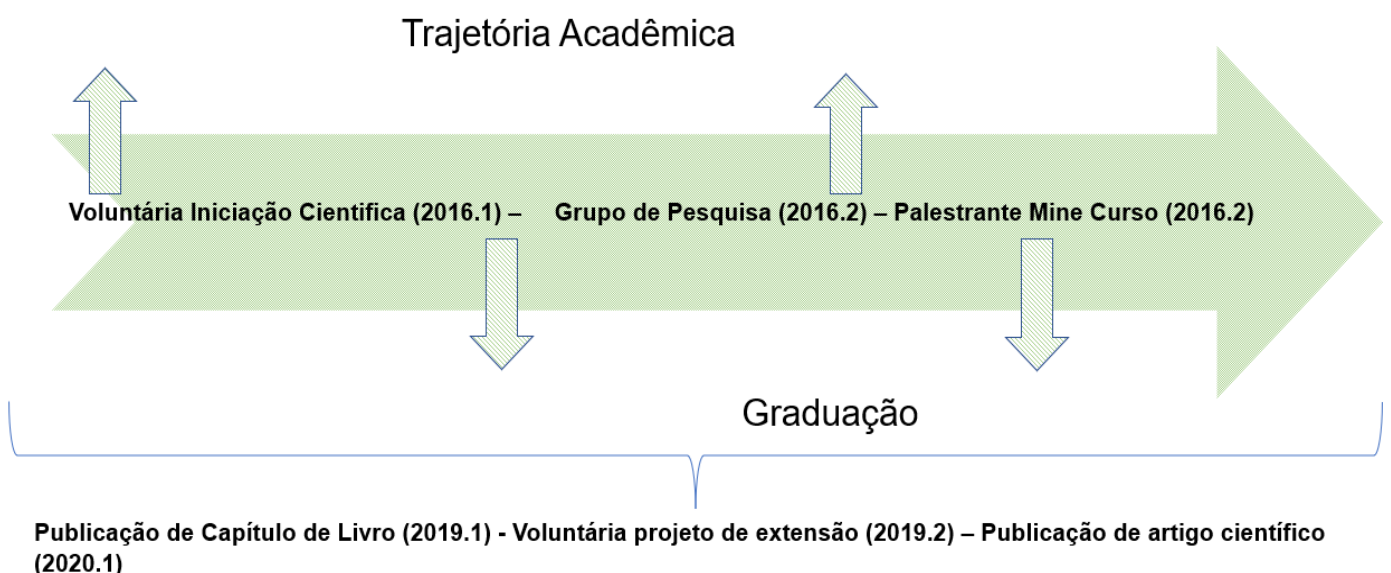 Trajetória Acadêmica
Voluntária Iniciação Cientifica (2016.1) – Grupo de Pesquisa (2016.2) – Palestrante Mine Curso (2016.2)
Graduação
Publicação de Capítulo de Livro (2019.1) - Voluntária projeto de extensão (2019.2) – Publicação de artigo científico
(2020.1)